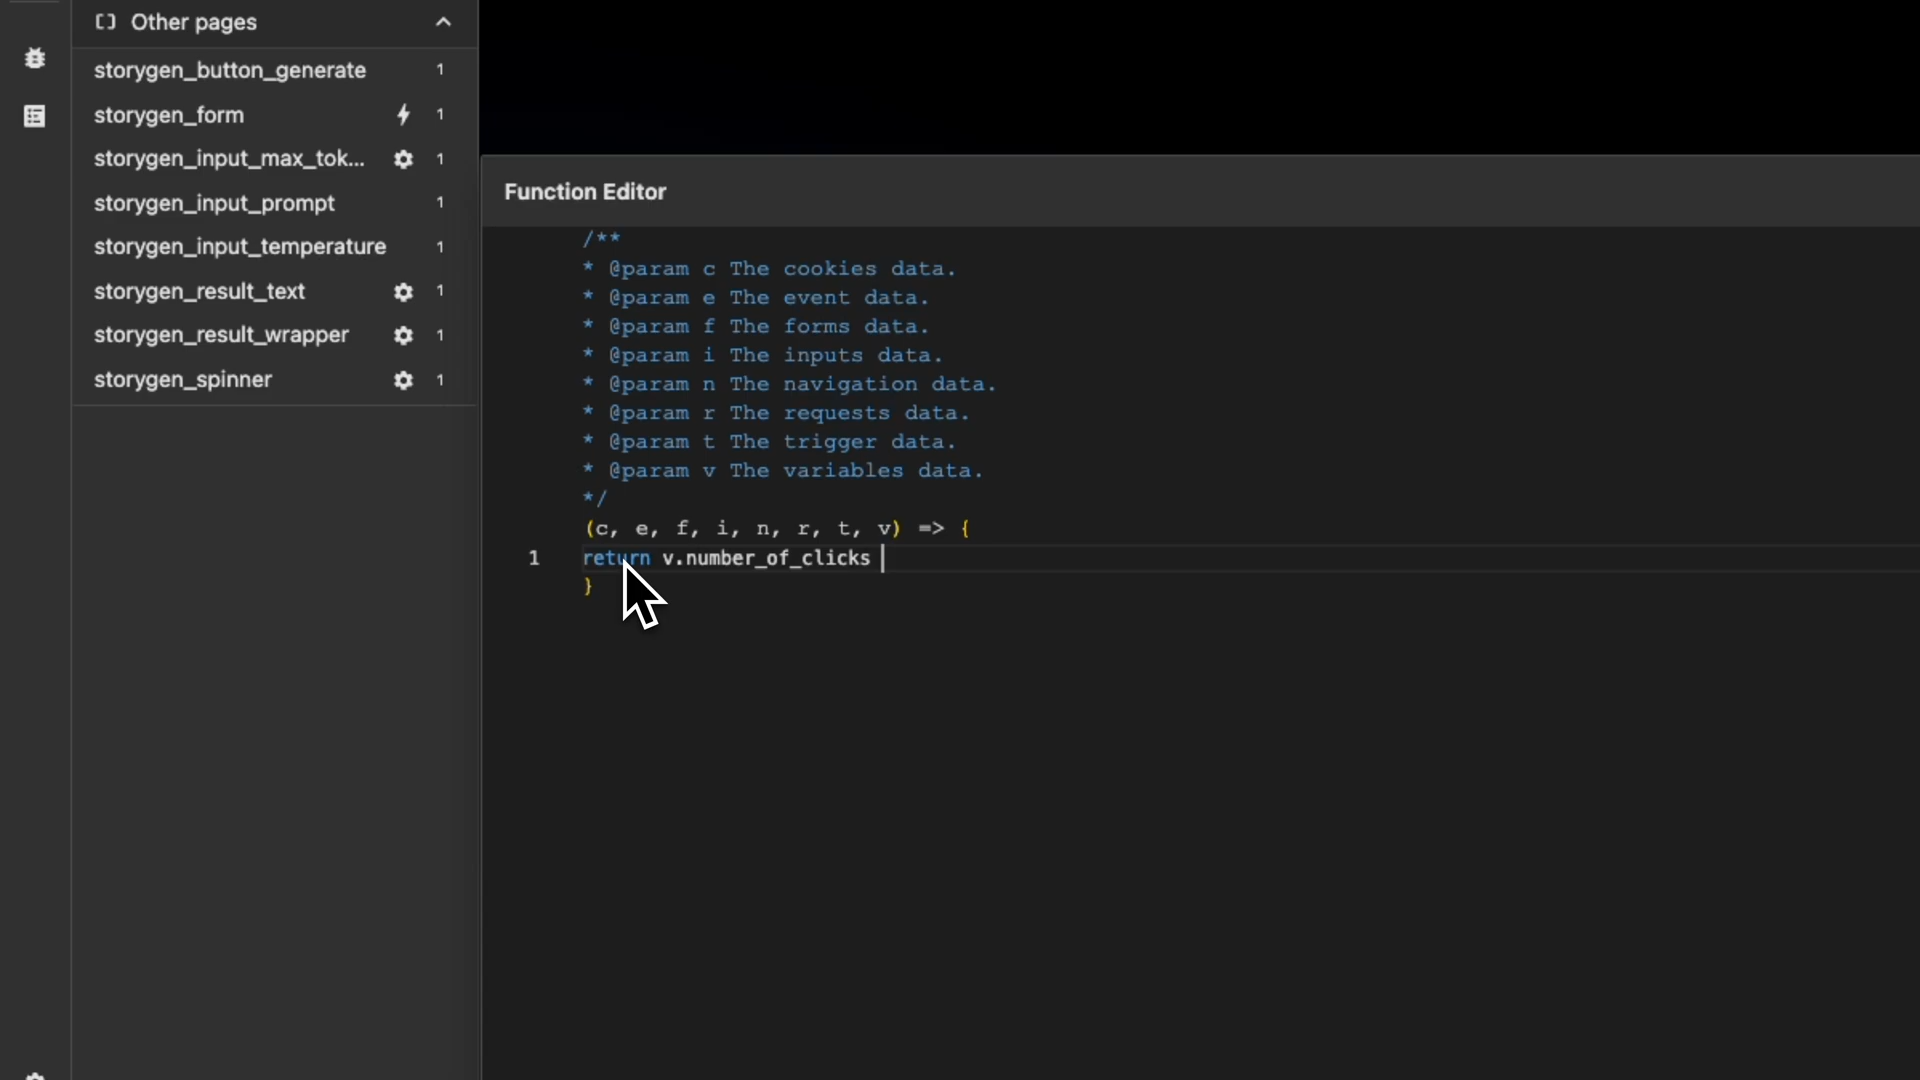 Other pages
storygen_button_generate 1
storygen_form 1
storygen_input_max_tok... 1
storygen_input_prompt 1
storygen_input_temperature 1
storygen_result_text 1
storygen_result_wrapper 1
storygen_spinner 1
Function Editor
/**
* @param c The cookies data.
* @param e The event data.
* @param f The forms data.
* @param i The inputs data.
* @param n The navigation data.
* @param r The requests data.
* @param t The trigger data.
* @param v The variables data.
*/
(c, e, f, i, n, r, t, v) => {
1 return v.number_of_clicks
}